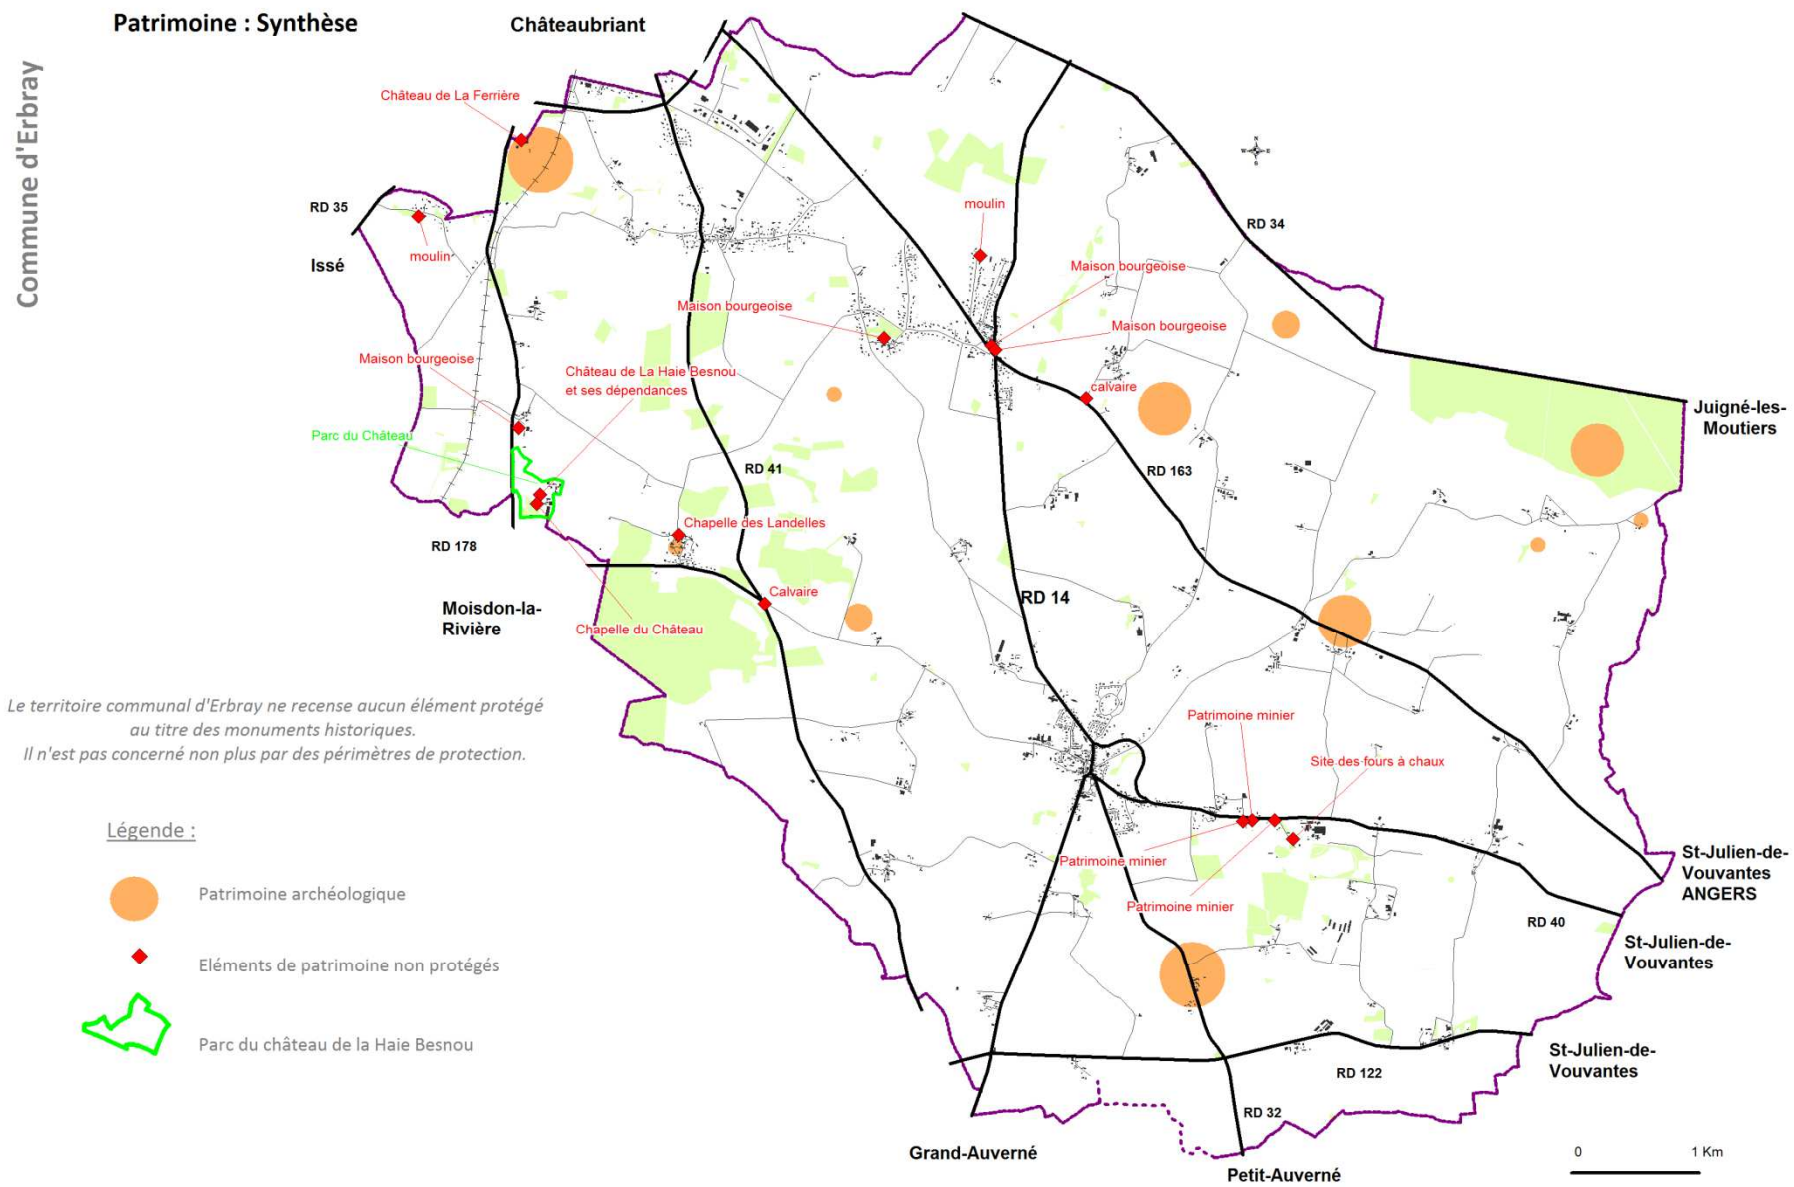 Patrimoine : Synthèse
Commune d'Erbray
Châteaubriant
Château de La Ferrière
RD 35
moulin
Issé
moulin
RD 34
Maison bourgeoise
Maison bourgeoise
Maison bourgeoise
Maison bourgeoise
Château de La Haie Besnou
et ses dépendances
calvaire
Juigné-les-
Moutiers
Parc du Château
RD 41
RD 163
Chapelle des Landelles
RD 178
Calvaire
RD 14
Moisdon-la-
Rivière
Chapelle du Château
Le territoire communal d'Erbray ne recense aucun élément protégé
au titre des monuments historiques.
Il n'est pas concerné non plus par des périmètres de protection.
Patrimoine minier
Site des fours à chaux
Légende :
Patrimoine archéologique
Eléments de patrimoine non protégés
Parc du château de la Haie Besnou
Patrimoine minier
Patrimoine minier
St-Julien-de-
Vouvantes
ANGERS
RD 40
St-Julien-de-
Vouvantes
St-Julien-de-
Vouvantes
RD 122
RD 32
Grand-Auverné
Petit-Auverné
0 1 Km
N
W E
S